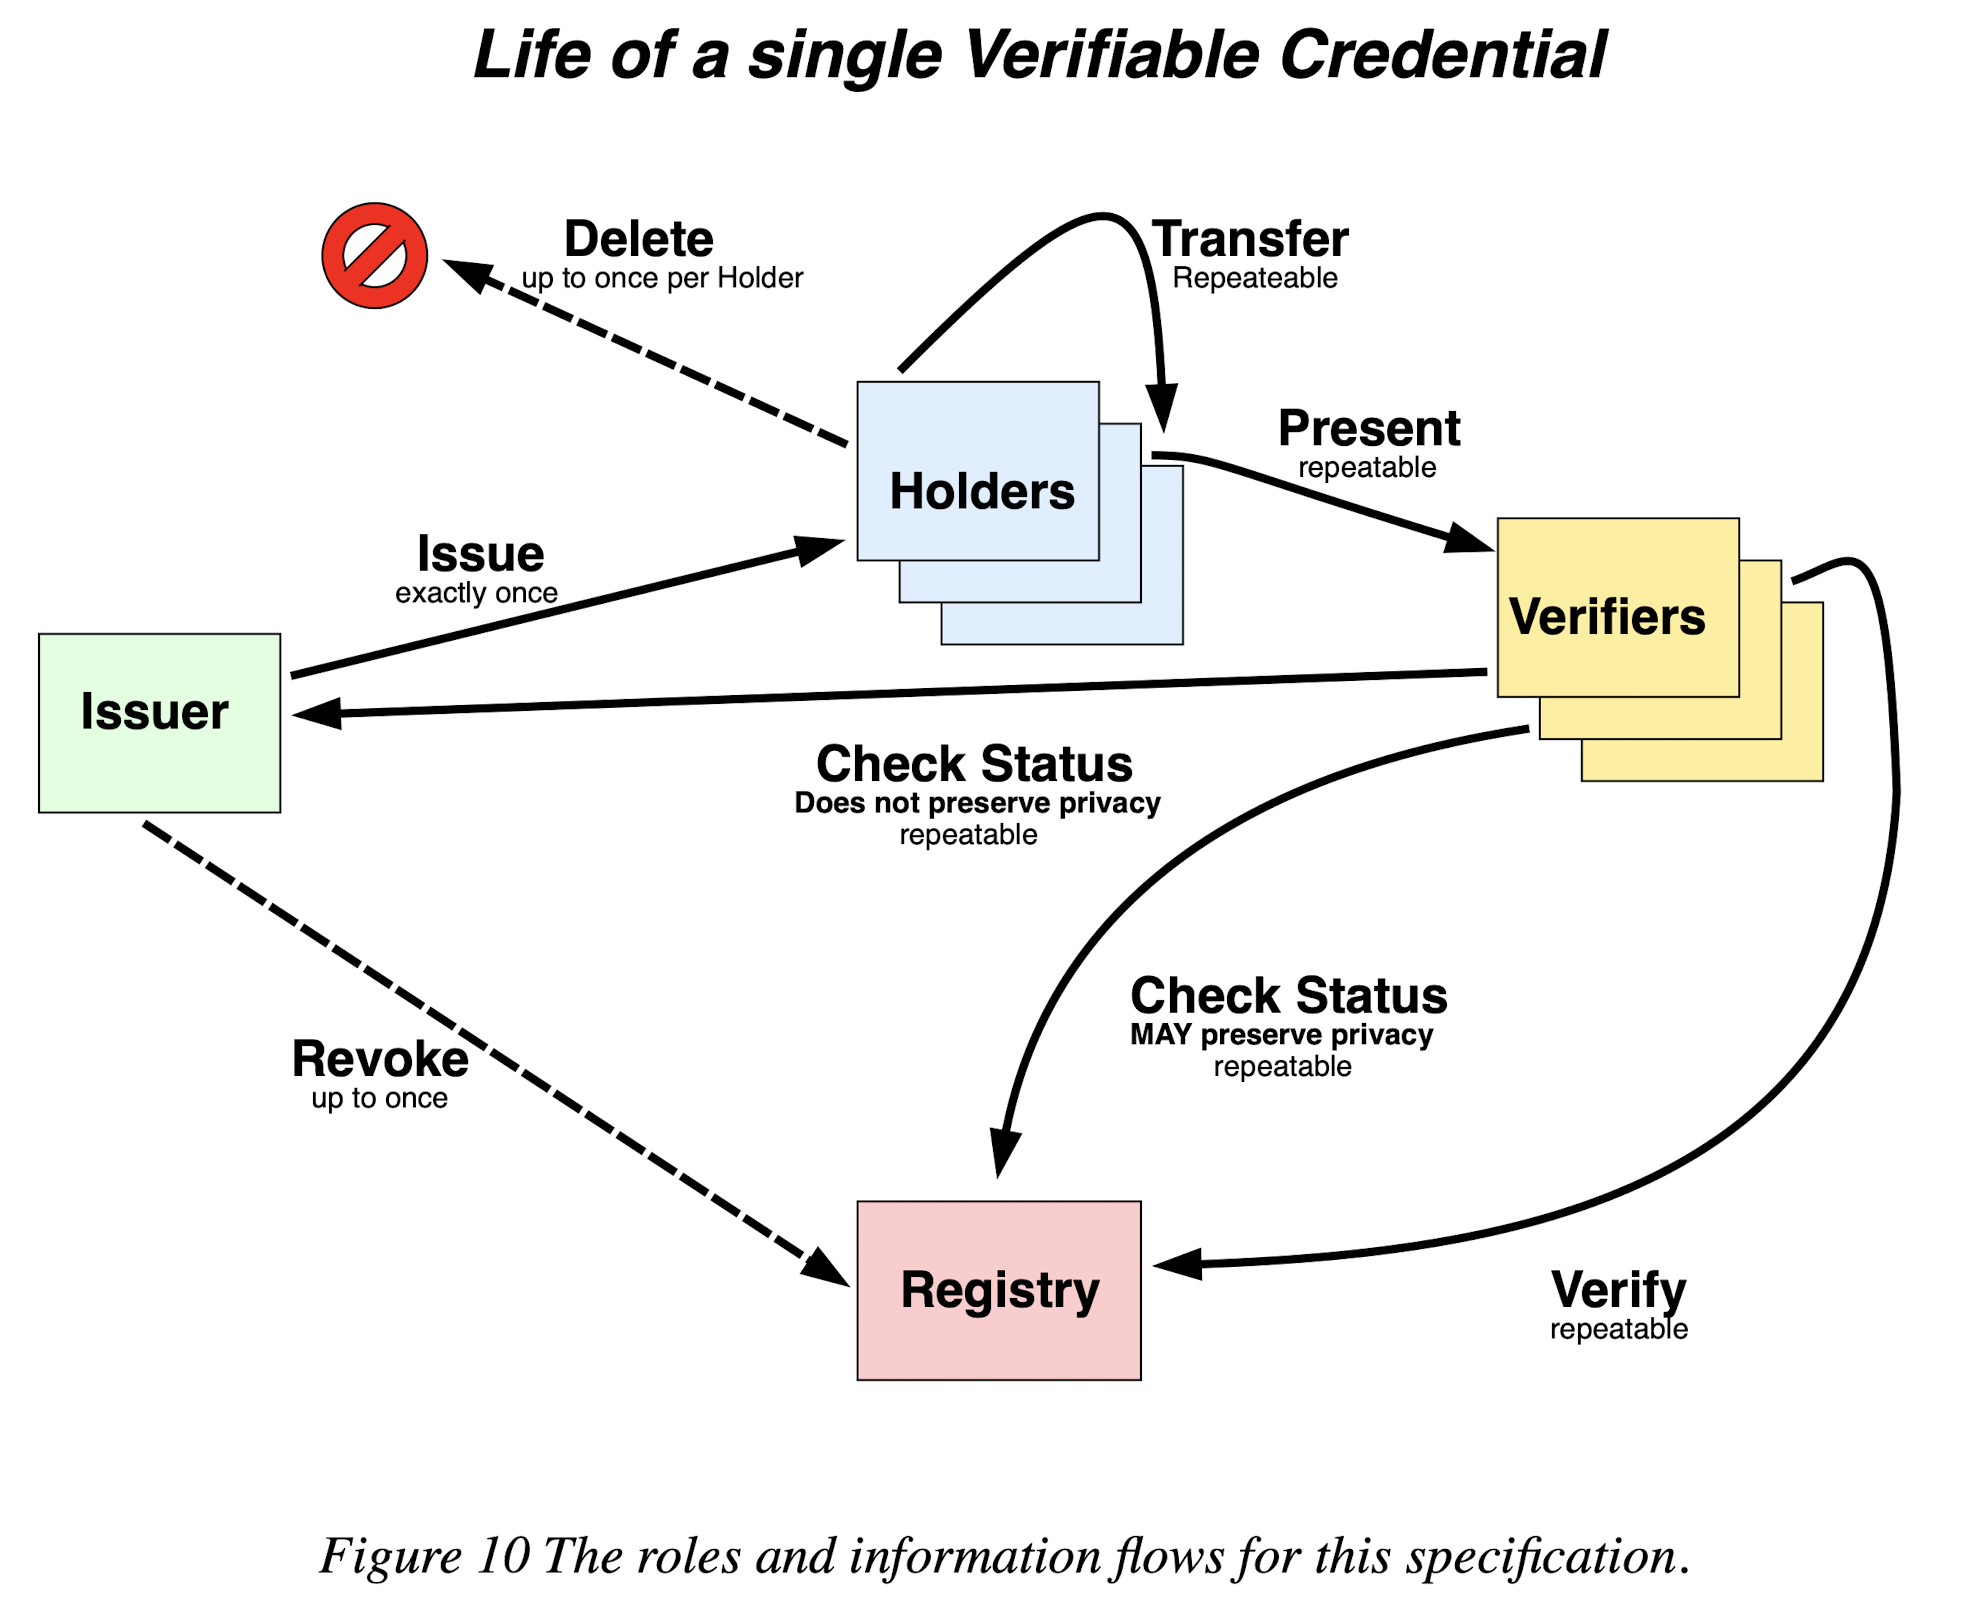 Life of a single Verifiable Credential
Delete
up to once per Holder
Transfer
Repeateable
Present
repeatable
Holders
Issue
exactly once
Verifiers
Issuer
Check Status
Does not preserve privacy
repeatable
Check Status
MAY preserve privacy
repeatable
Revoke
up to once
Registry
Verify
repeatable
Figure 10 The roles and information flows for this specification.